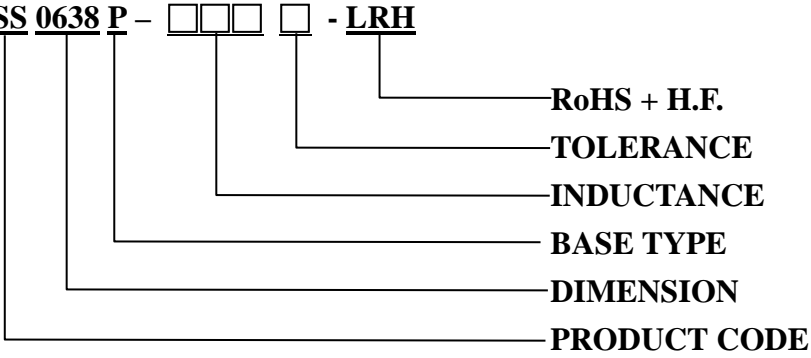 SS 0638 P – □□□ □ - LRH
RoHS + H.F.
TOLERANCE
INDUCTANCE
BASE TYPE
DIMENSION
PRODUCT CODE